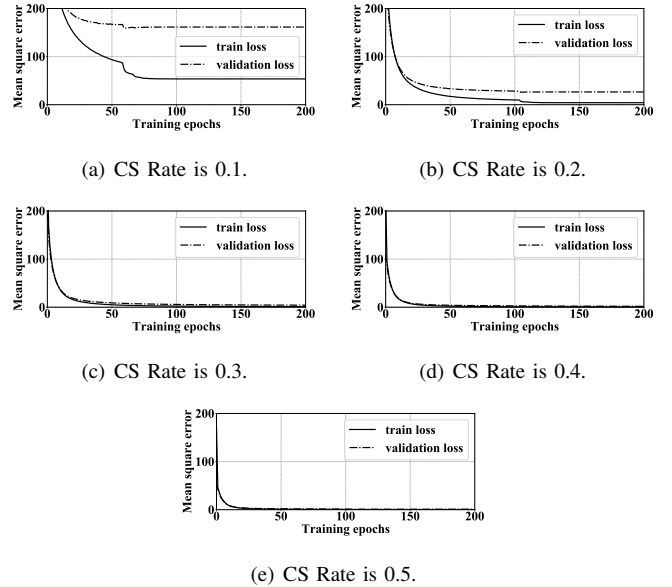 Mean square error
200
100
0
train loss
validation loss
0 50 100 150 200
Training epochs
(a) CS Rate is 0.1.
Mean square error
200
100
0
train loss
validation loss
0 50 100 150 200
Training epochs
(b) CS Rate is 0.2.
Mean square error
200
100
0
train loss
validation loss
0 50 100 150 200
Training epochs
(c) CS Rate is 0.3.
Mean square error
200
100
0
train loss
validation loss
0 50 100 150 200
Training epochs
(d) CS Rate is 0.4.
Mean square error
200
100
0
train loss
validation loss
0 50 100 150 200
Training epochs
(e) CS Rate is 0.5.